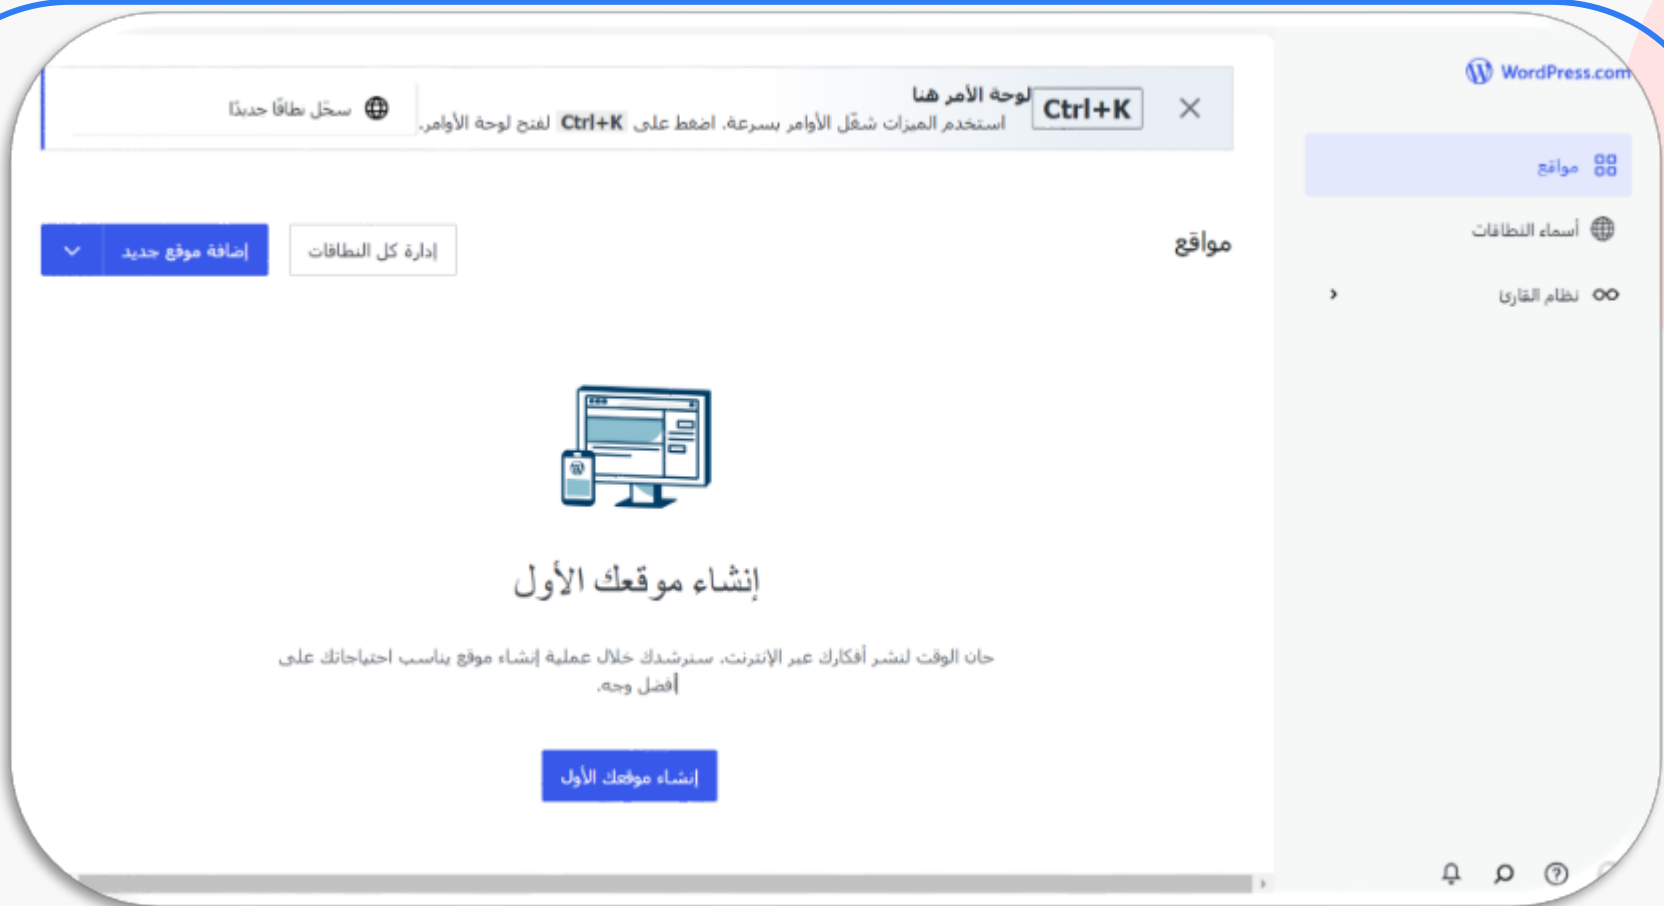 WordPress.com
مواقع
أسماء النطاقات
نظام القارئ
لوحة الأمر هنا
Ctrl+K
استخدم الميزات شغّل الأوامر بسرعة. اضغط على Ctrl+K لفتح لوحة الأوامر.
سجّل نطاقًا جديدًا
مواقع
إدارة كل النطاقات
إضافة موقع جديد
إنشاء موقعك الأول
حان الوقت لنشر أفكارك عبر الإنترنت. سنرشدك خلال عملية إنشاء موقع يناسب احتياجاتك على
أفضل وجه.
إنشاء موقعك الأول